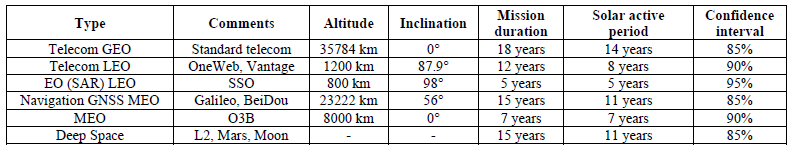 Type Comments Altitude Inclination Mission duration Solar active period Confidence interval
Telecom GEO Standard telecom 35784 km 0° 18 years 14 years 85%
Telecom LEO OneWeb, Vantage 1200 km 87.9° 12 years 8 years 90%
EO (SAR) LEO SSO 800 km 98° 5 years 5 years 95%
Navigation GNSS MEO Galileo, BeiDou 23222 km 56° 15 years 11 years 85%
MEO O3B 8000 km 0° 7 years 7 years 90%
Deep Space L2, Mars, Moon - - 15 years 11 years 85%